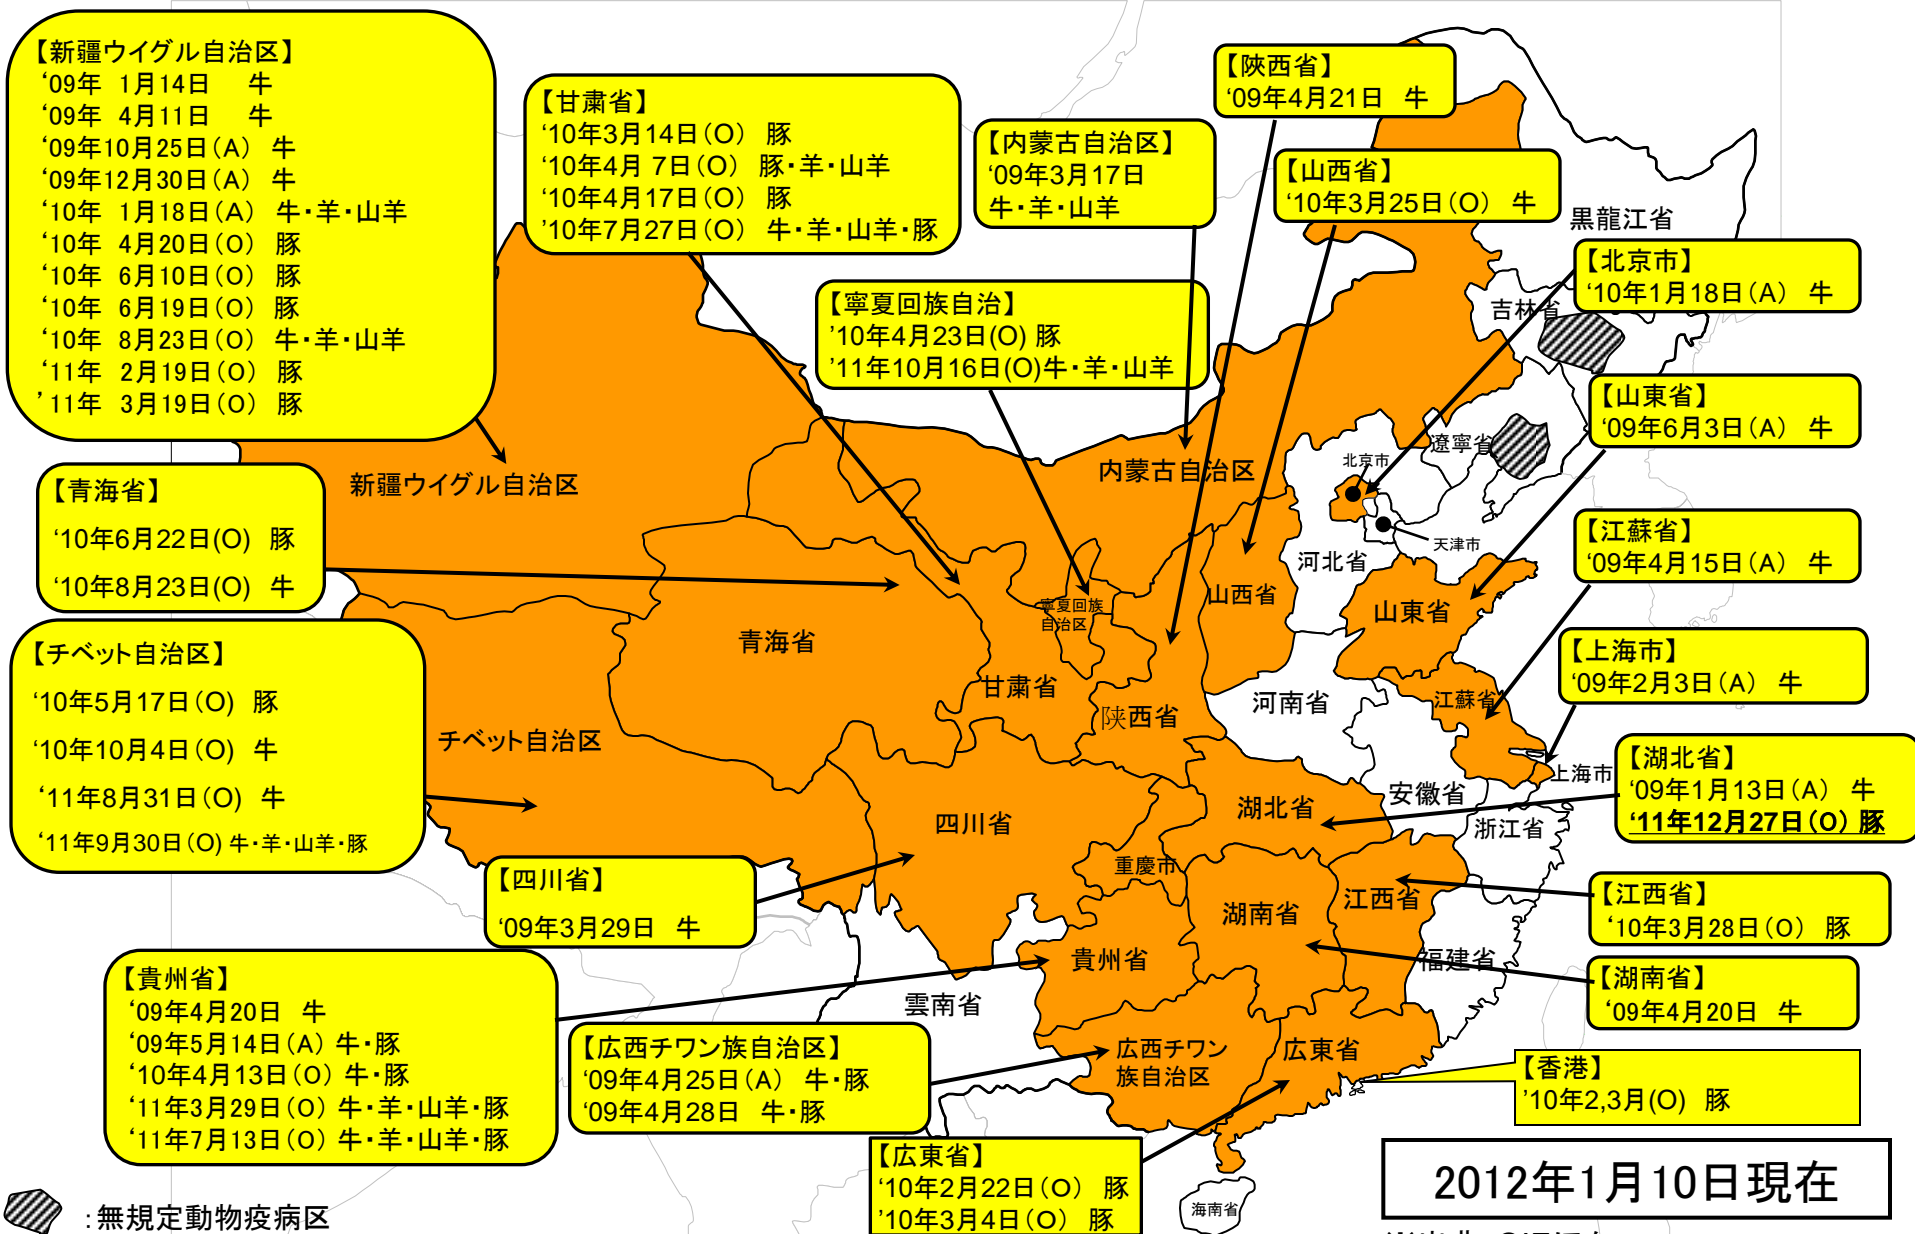 【新疆ウイグル自治区】
‘09年 1月14日 牛
‘09年 4月11日 牛
‘09年10月25日(A) 牛
‘09年12月30日(A) 牛
‘10年 1月18日(A) 牛・羊・山羊
‘10年 4月20日(O) 豚
‘10年 6月10日(O) 豚
‘10年 6月19日(O) 豚
‘10年 8月23日(O) 牛・羊・山羊
‘11年 2月19日(O) 豚
’11年 3月19日(O) 豚
【甘粛省】
‘10年3月14日(O) 豚
‘10年4月 7日(O) 豚・羊・山羊
‘10年4月17日(O) 豚
’10年7月27日(O) 牛・羊・山羊・豚
【内蒙古自治区】
‘09年3月17日
牛・羊・山羊
【陝西省】
‘09年4月21日 牛
【山西省】
‘10年3月25日(O) 牛
黒龍江省
【北京市】
‘10年1月18日(A) 牛
吉林省
【寧夏回族自治】
’10年4月23日(O) 豚
’11年10月16日(O)牛・羊・山羊
【山東省】
‘09年6月3日(A) 牛
遼寧省
北京市
天津市
河北省
内蒙古自治区
新疆ウイグル自治区
【青海省】
‘10年6月22日(O) 豚
‘10年8月23日(O) 牛
【江蘇省】
‘09年4月15日(A) 牛
寧夏回族
自治区
山西省
山東省
青海省
甘粛省
陝西省
河南省
江蘇省
【上海市】
‘09年2月3日(A) 牛
【チベット自治区】
‘10年5月17日(O) 豚
‘10年10月4日(O) 牛
‘11年8月31日(O) 牛
‘11年9月30日(O) 牛・羊・山羊・豚
チベット自治区
上海市
【湖北省】
‘09年1月13日(A) 牛
‘11年12月27日(O) 豚
安徽省
浙江省
湖北省
四川省
重慶市
【四川省】
‘09年3月29日 牛
湖南省
江西省
【江西省】
‘10年3月28日(O) 豚
福建省
【湖南省】
‘09年4月20日 牛
貴州省
雲南省
【貴州省】
‘09年4月20日 牛
‘09年5月14日(A) 牛・豚
‘10年4月13日(O) 牛・豚
‘11年3月29日(O) 牛・羊・山羊・豚
‘11年7月13日(O) 牛・羊・山羊・豚
【広西チワン族自治区】
‘09年4月25日(A) 牛・豚
‘09年4月28日 牛・豚
広西チワン
族自治区
広東省
【香港】
’10年2,3月(O) 豚
【広東省】
‘10年2月22日(O) 豚
‘10年3月4日(O) 豚
海南省
2012年1月10日現在
:無規定動物疫病区